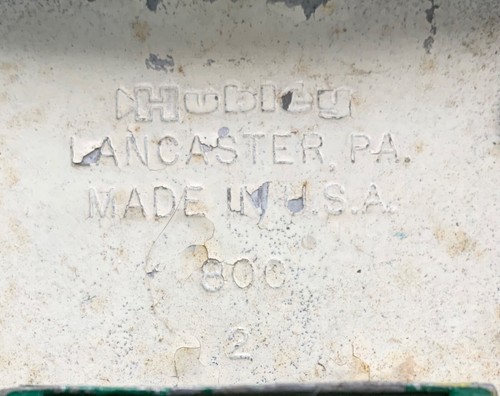 Hubley
LANCASTER, PA.
MADE IN U.S.A.
800
2